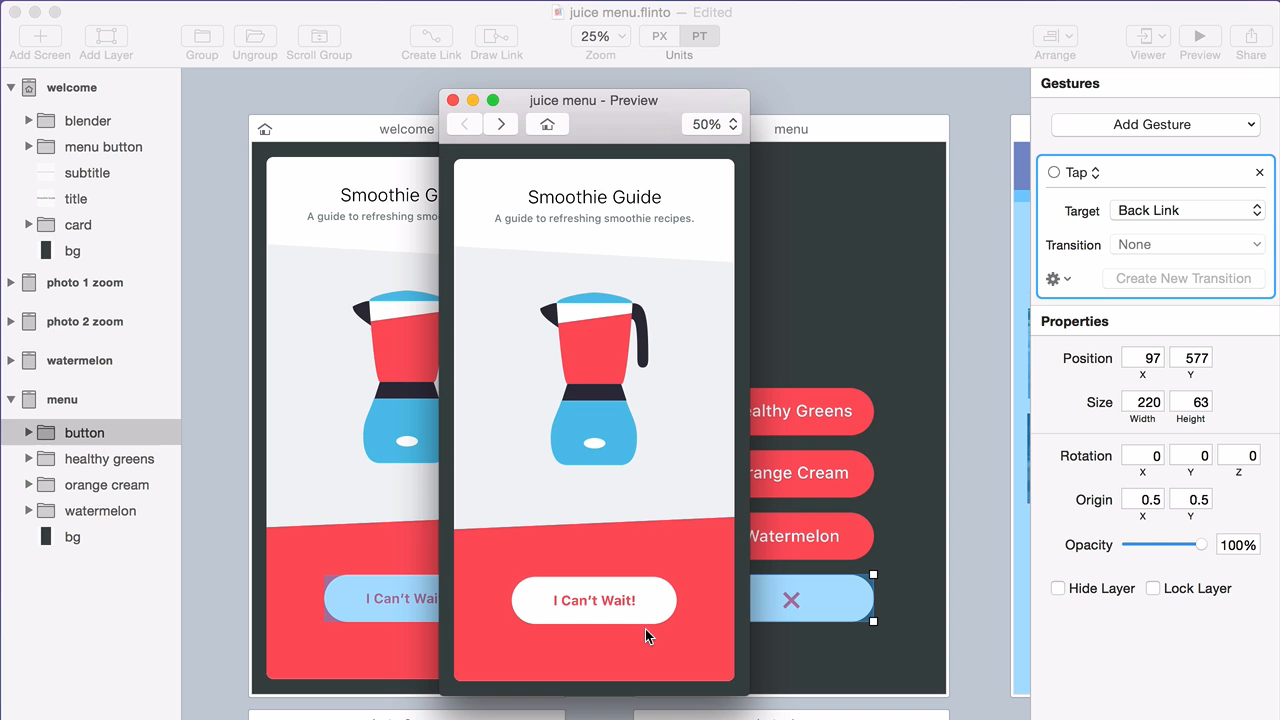 juice menu.flinto — Edited
25%
PX PT
Add Screen Add Layer Group Ungroup Scroll Group Create Link Draw Link Zoom Units Arrange Viewer Preview Share
welcome
blender
menu button
subtitle
title
card
bg
photo 1 zoom
photo 2 zoom
watermelon
menu
button
healthy greens
orange cream
watermelon
bg
welcome
Smoothie G
A guide to refreshing smo
I Can't Wai
juice menu - Preview
50%
Smoothie Guide
A guide to refreshing smoothie recipes.
I Can't Wait!
menu
ealthy Greens
range Cream
Watermelon
Gestures
Add Gesture
Tap
Target Back Link
Transition None
Create New Transition
Properties
Position 97 577
X Y
Size 220 63
Width Height
Rotation 0 0 0
X Y Z
Origin 0.5 0.5
X Y
Opacity 100%
Hide Layer Lock Layer